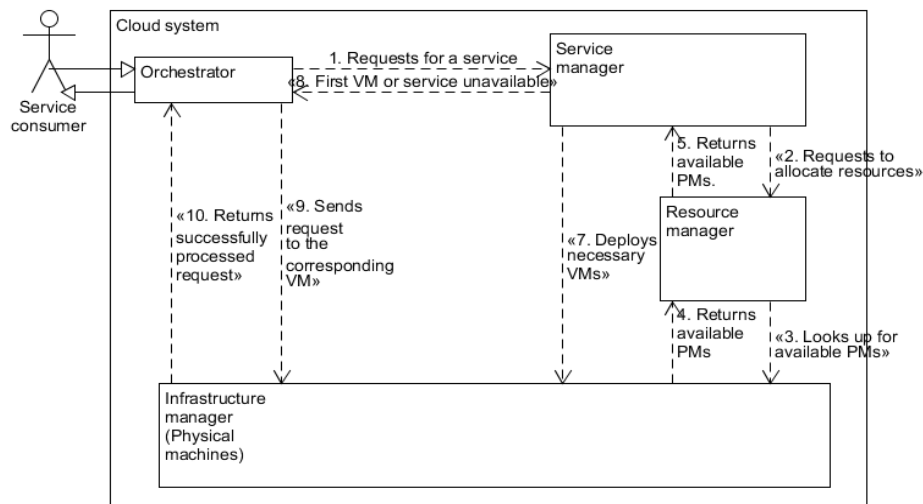 Cloud system
Service
consumer
Orchestrator
1. Requests for a service
«8. First VM or service unavailable»
Service
manager
5. Returns
available
PMs.
«2. Requests to
allocate resources»
Resource
manager
«10. Returns
successfully
processed
request»
«9. Sends
request
to the
corresponding
VM»
«7. Deploys
necessary
VMs»
4. Returns
available
PMs
«3. Looks up for
available PMs»
Infrastructure
manager
(Physical
machines)